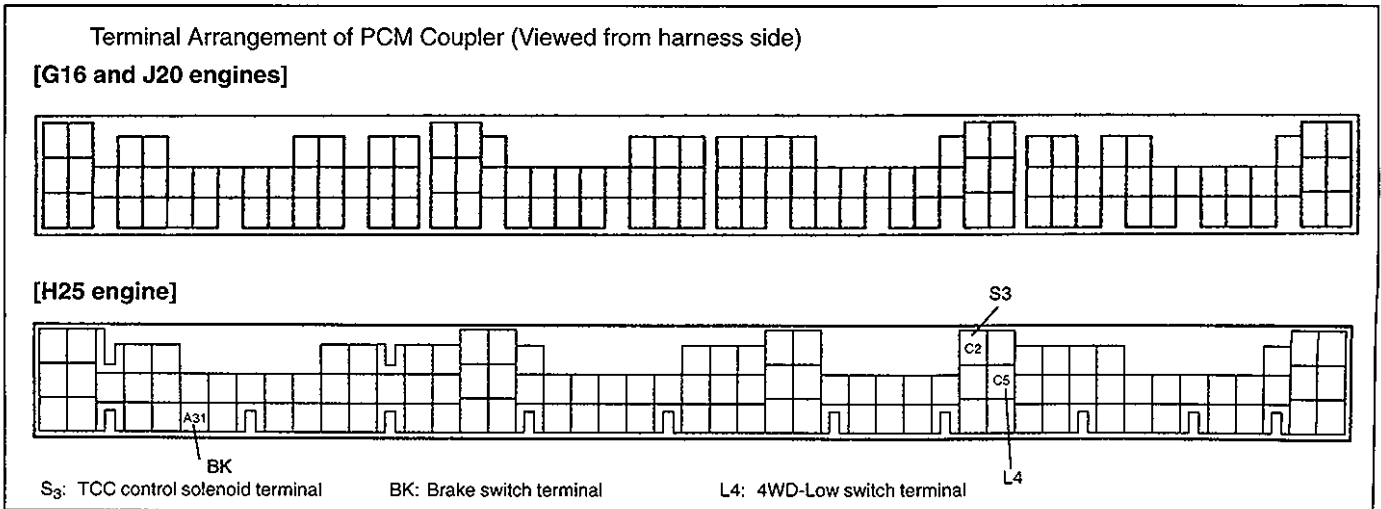 Terminal Arrangement of PCM Coupler (Viewed from harness side)
[G16 and J20 engines]
[H25 engine]
S3
C2
C5
A31
BK
L4
S3: TCC control solenoid terminal BK: Brake switch terminal L4: 4WD-Low switch terminal